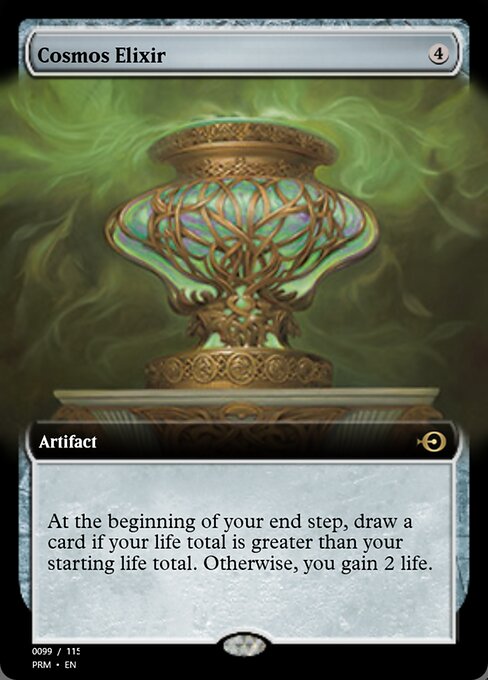 Cosmos Elixir 4
Artifact
At the beginning of your end step, draw a
card if your life total is greater than your
starting life total. Otherwise, you gain 2 life.
0099 / 115
PRM • EN